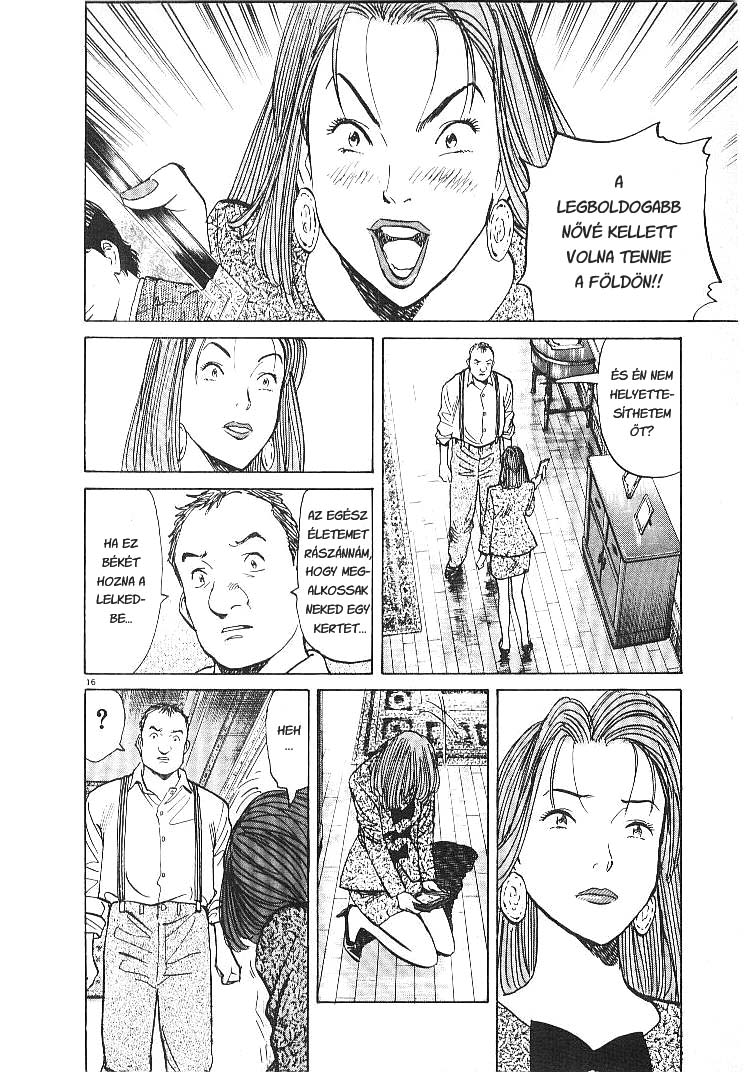 A
LEGBOLDOGABB
NŐVÉ KELLETT
VOLNA TENNIE
A FÖLDÖN!!
ÉS ÉN NEM
HELYETTE-
SÍTHETEM
ŐT?
AZ EGÉSZ
ÉLETEMET
RÁSZÁNNÁM,
HOGY MEG-
ALKOSSAK
NEKED EGY
KERTET...
HA EZ
BÉKÉT
HOZNA A
LELKED-
BE...
16
HEH
...
?